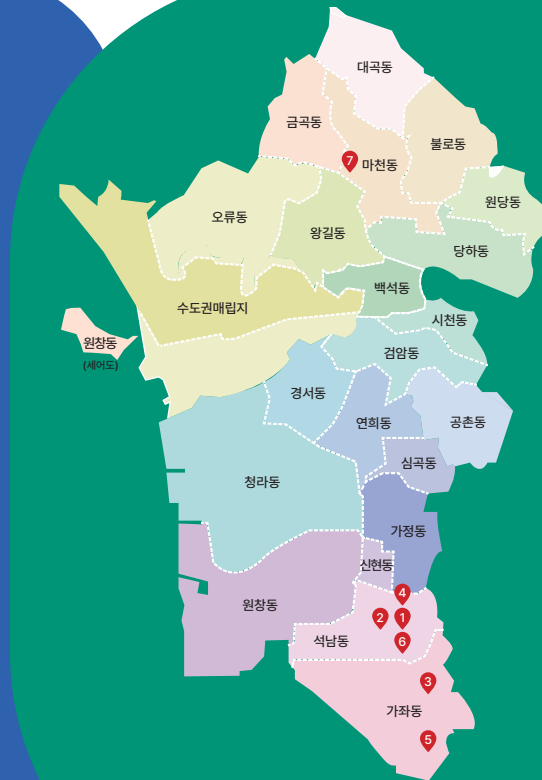 대곡동
금곡동
불로동
7
마천동
원당동
오류동
왕길동
당하동
백석동
수도권매립지
시천동
원창동
(세어도)
검암동
경서동
연희동
공촌동
심곡동
청라동
가정동
신현동
4
원창동
2
1
석남동
6
3
가좌동
5